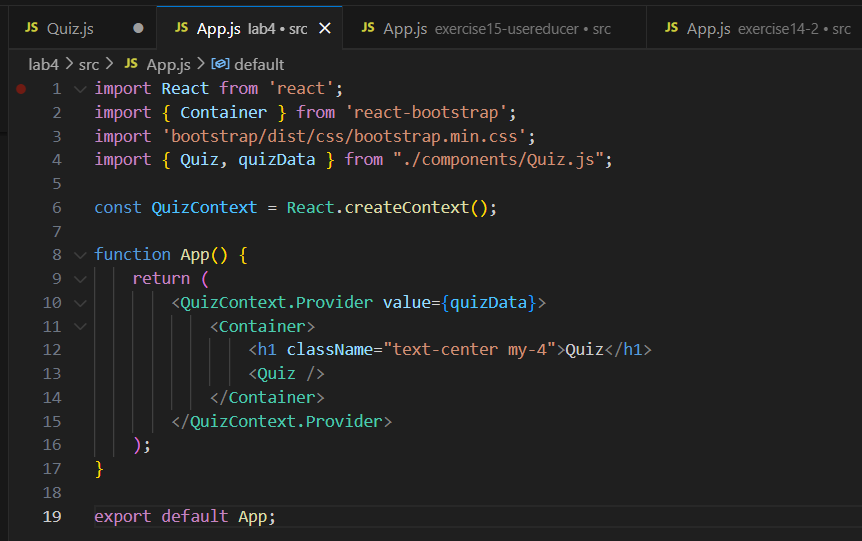 JS Quiz.js ● JS App.js lab4 • src × JS App.js exercise15-usereducer • src JS App.js exercise14-2 • src
lab4 > src > JS App.js > default
1 import React from 'react';
2 import { Container } from 'react-bootstrap';
3 import 'bootstrap/dist/css/bootstrap.min.css';
4 import { Quiz, quizData } from "./components/Quiz.js";
5
6 const QuizContext = React.createContext();
7
8 function App() {
9 return (
10 <QuizContext.Provider value={quizData}>
11 <Container>
12 <h1 className="text-center my-4">Quiz</h1>
13 <Quiz />
14 </Container>
15 </QuizContext.Provider>
16 );
17 }
18
19 export default App;